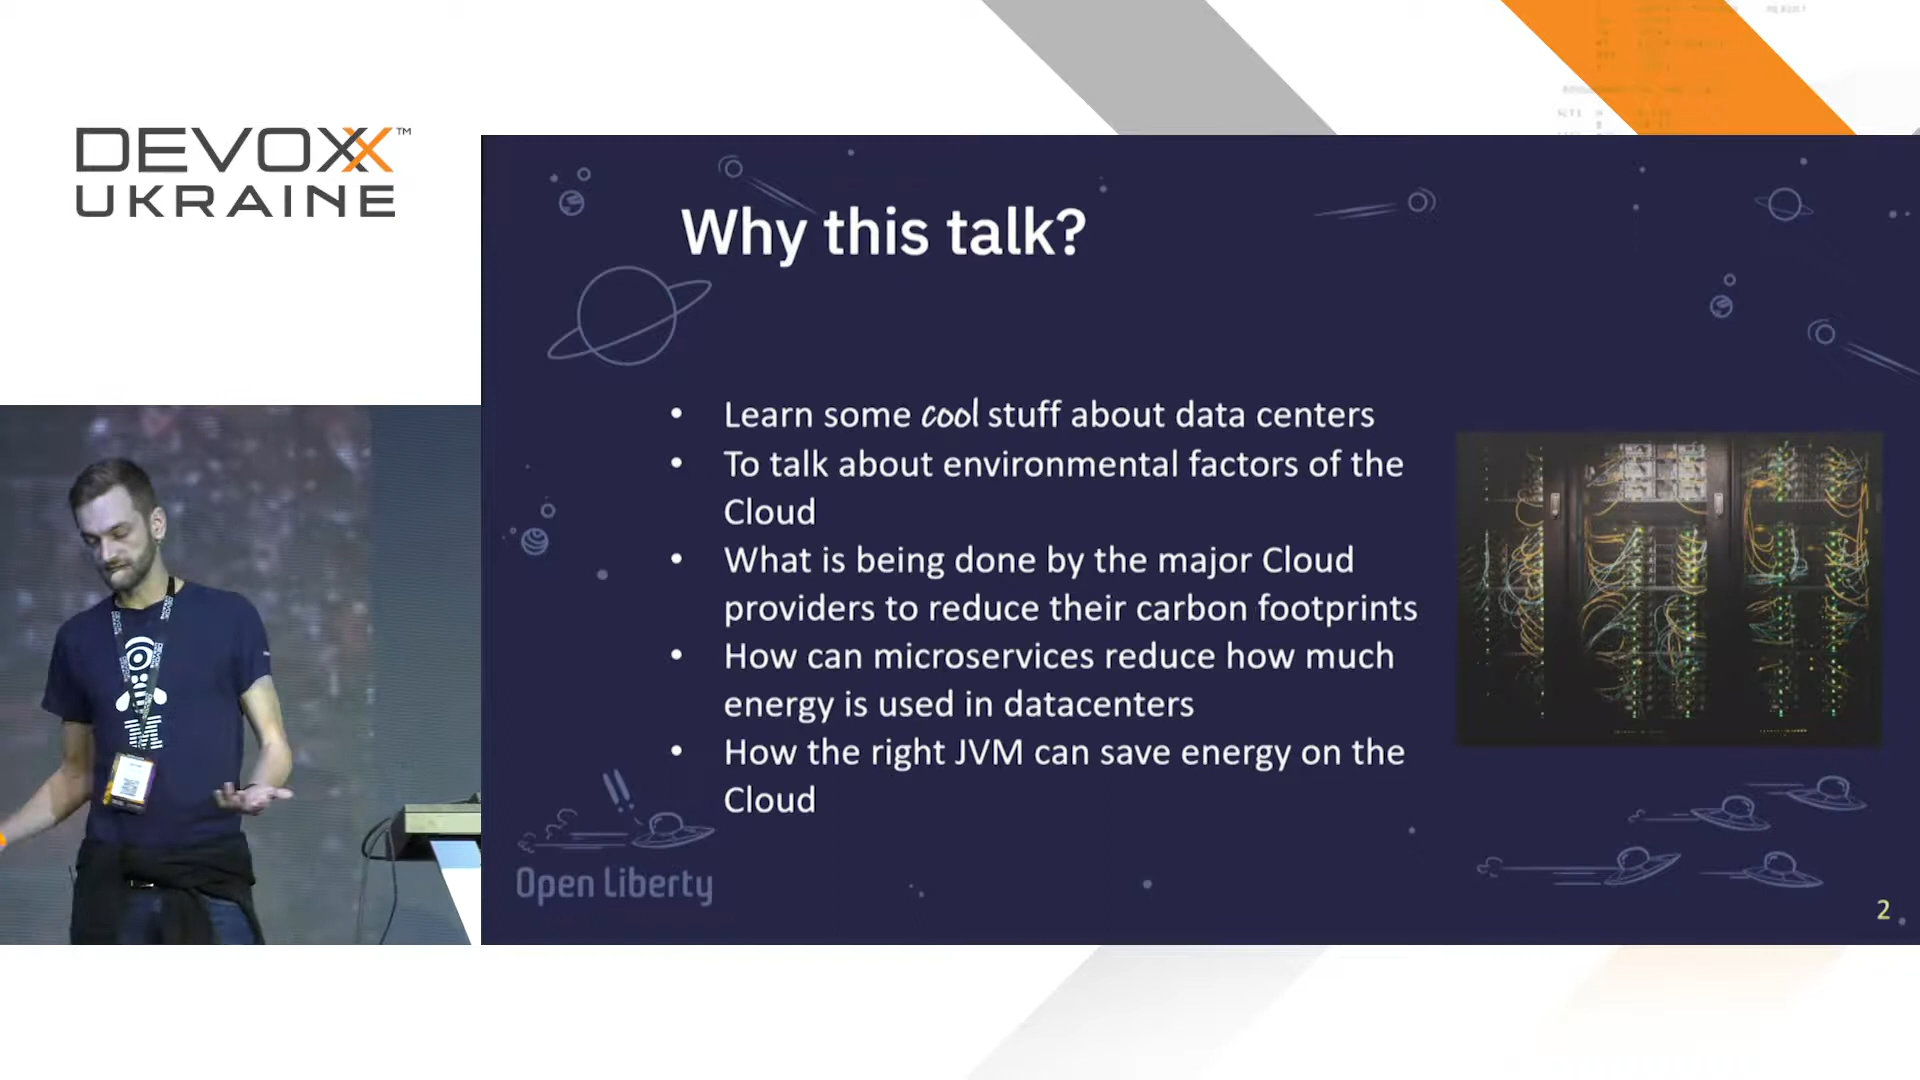 DEVOXX™
UKRAINE
Why this talk?
• Learn some cool stuff about data centers
• To talk about environmental factors of the
Cloud
• What is being done by the major Cloud
providers to reduce their carbon footprints
• How can microservices reduce how much
energy is used in datacenters
• How the right JVM can save energy on the
Cloud
Open Liberty
2